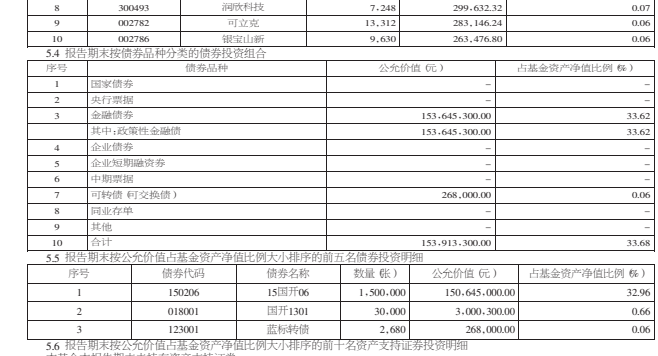 8 300493 润欣科技 7,248 299,632.32 0.07
9 002782 可立克 13,312 283,146.24 0.06
10 002786 银宝山新 9,630 263,476.80 0.06
5.4 报告期末按债券品种分类的债券投资组合
序号 债券品种 公允价值(元) 占基金资产净值比例(%)
1 国家债券 – –
2 央行票据 – –
3 金融债券 153,645,300.00 33.62
其中:政策性金融债 153,645,300.00 33.62
4 企业债券 – –
5 企业短期融资券 – –
6 中期票据 – –
7 可转债(可交换债) 268,000.00 0.06
8 同业存单 – –
9 其他 – –
10 合计 153,913,300.00 33.68
5.5 报告期末按公允价值占基金资产净值比例大小排序的前五名债券投资明细
序号 债券代码 债券名称 数量(张) 公允价值(元) 占基金资产净值比例(%)
1 150206 15国开06 1,500,000 150,645,000.00 32.96
2 018001 国开1301 30,000 3,000,300.00 0.66
3 123001 蓝标转债 2,680 268,000.00 0.06
5.6 报告期末按公允价值占基金资产净值比例大小排序的前十名资产支持证券投资明细